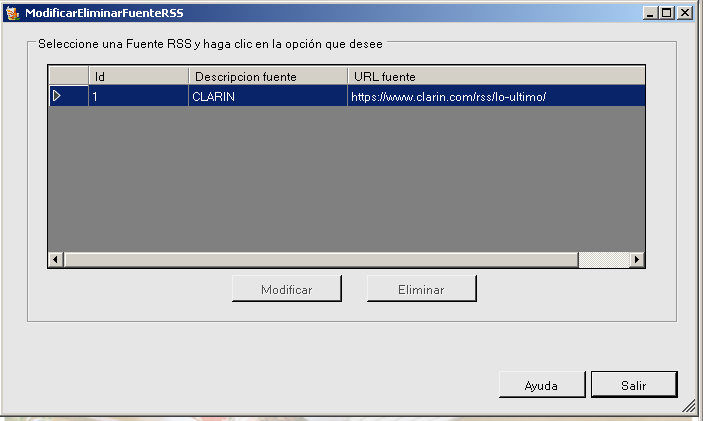 ModificarEliminarFuenteRSS
Seleccione una Fuente RSS y haga clic en la opción que desee
Id Descripcion fuente URL fuente
1 CLARIN https://www.clarin.com/rss/lo-ultimo/
Modificar Eliminar
Ayuda Salir